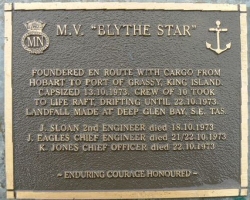 M.V. "BLYTHE STAR"
MN
FOUNDERED EN ROUTE WITH CARGO FROM
HOBART TO PORT OF GRASSY, KING ISLAND.
CAPSIZED 13.10.1973. CREW OF 10 TOOK
TO LIFE RAFT, DRIFTING UNTIL 22.10.1973.
LANDFALL MADE AT DEEP GLEN BAY, S.E. TAS.
J. SLOAN 2nd ENGINEER died 18.10.1973
J. EAGLES CHIEF ENGINEER died 21/22.10.1973
K. JONES CHIEF OFFICER died 22.10.1973
~ ENDURING COURAGE HONOURED ~